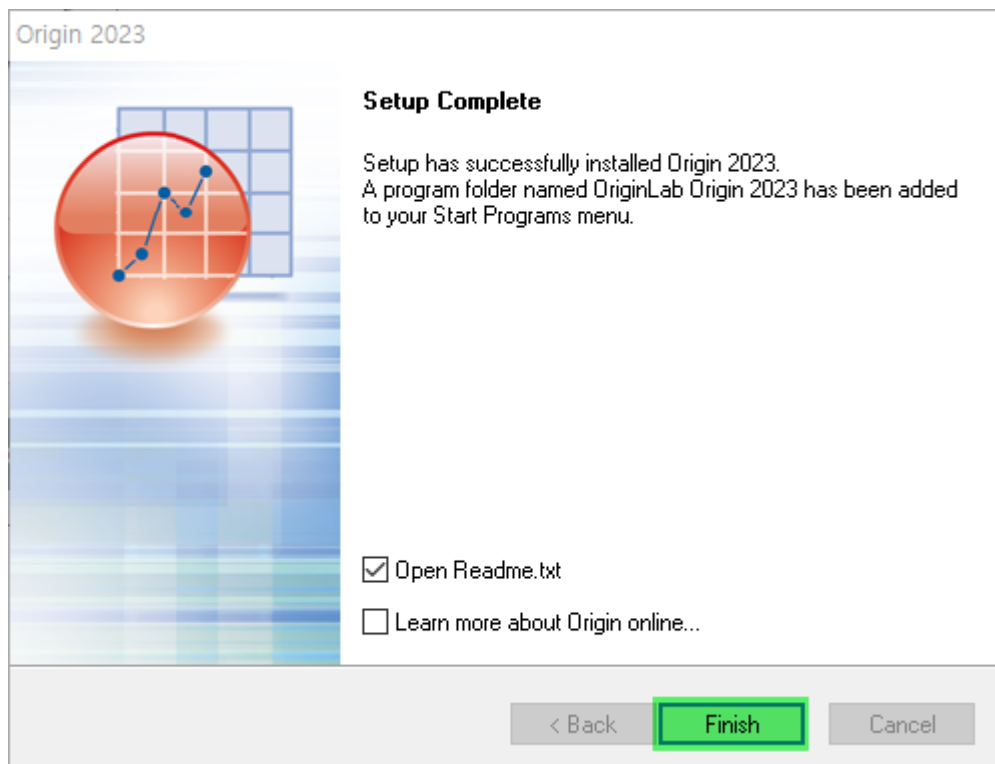 Origin 2023
Setup Complete
Setup has successfully installed Origin 2023.
A program folder named OriginLab Origin 2023 has been added
to your Start Programs menu.
Open Readme.txt
Learn more about Origin online...
< Back
Finish
Cancel